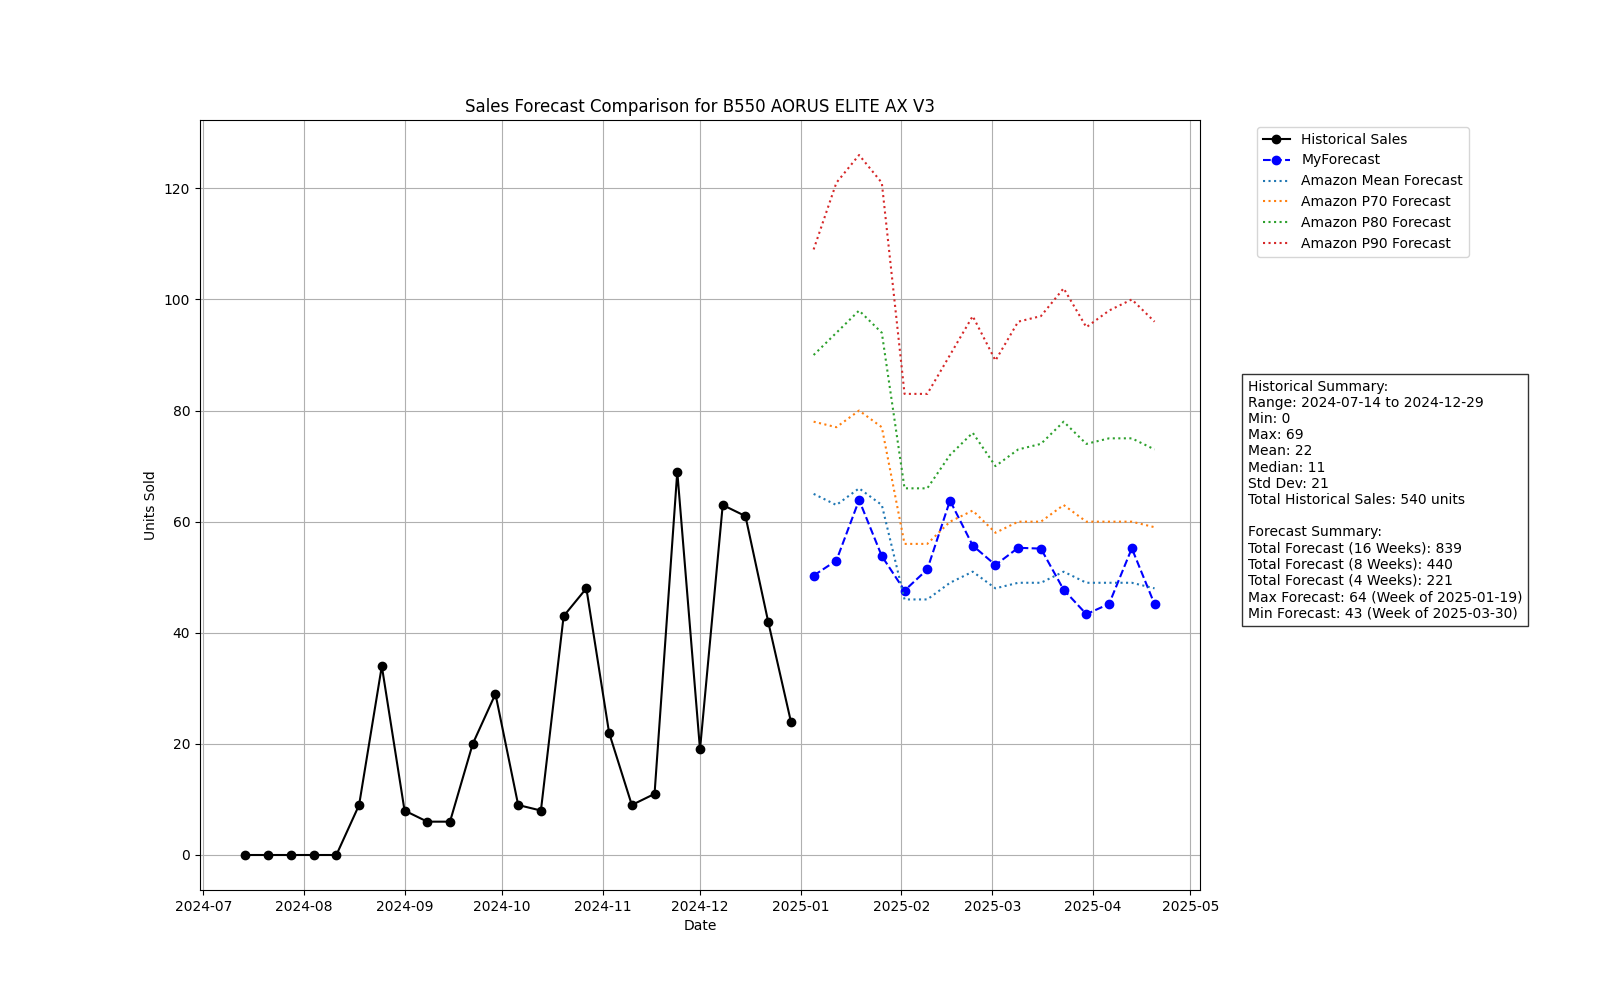 Sales Forecast Comparison for B550 AORUS ELITE AX V3
Units Sold
120
100
80
60
40
20
0
2024-07 2024-08 2024-09 2024-10 2024-11 2024-12 2025-01 2025-02 2025-03 2025-04 2025-05
Date
Historical Sales
MyForecast
Amazon Mean Forecast
Amazon P70 Forecast
Amazon P80 Forecast
Amazon P90 Forecast
Historical Summary:
Range: 2024-07-14 to 2024-12-29
Min: 0
Max: 69
Mean: 22
Median: 11
Std Dev: 21
Total Historical Sales: 540 units
Forecast Summary:
Total Forecast (16 Weeks): 839
Total Forecast (8 Weeks): 440
Total Forecast (4 Weeks): 221
Max Forecast: 64 (Week of 2025-01-19)
Min Forecast: 43 (Week of 2025-03-30)